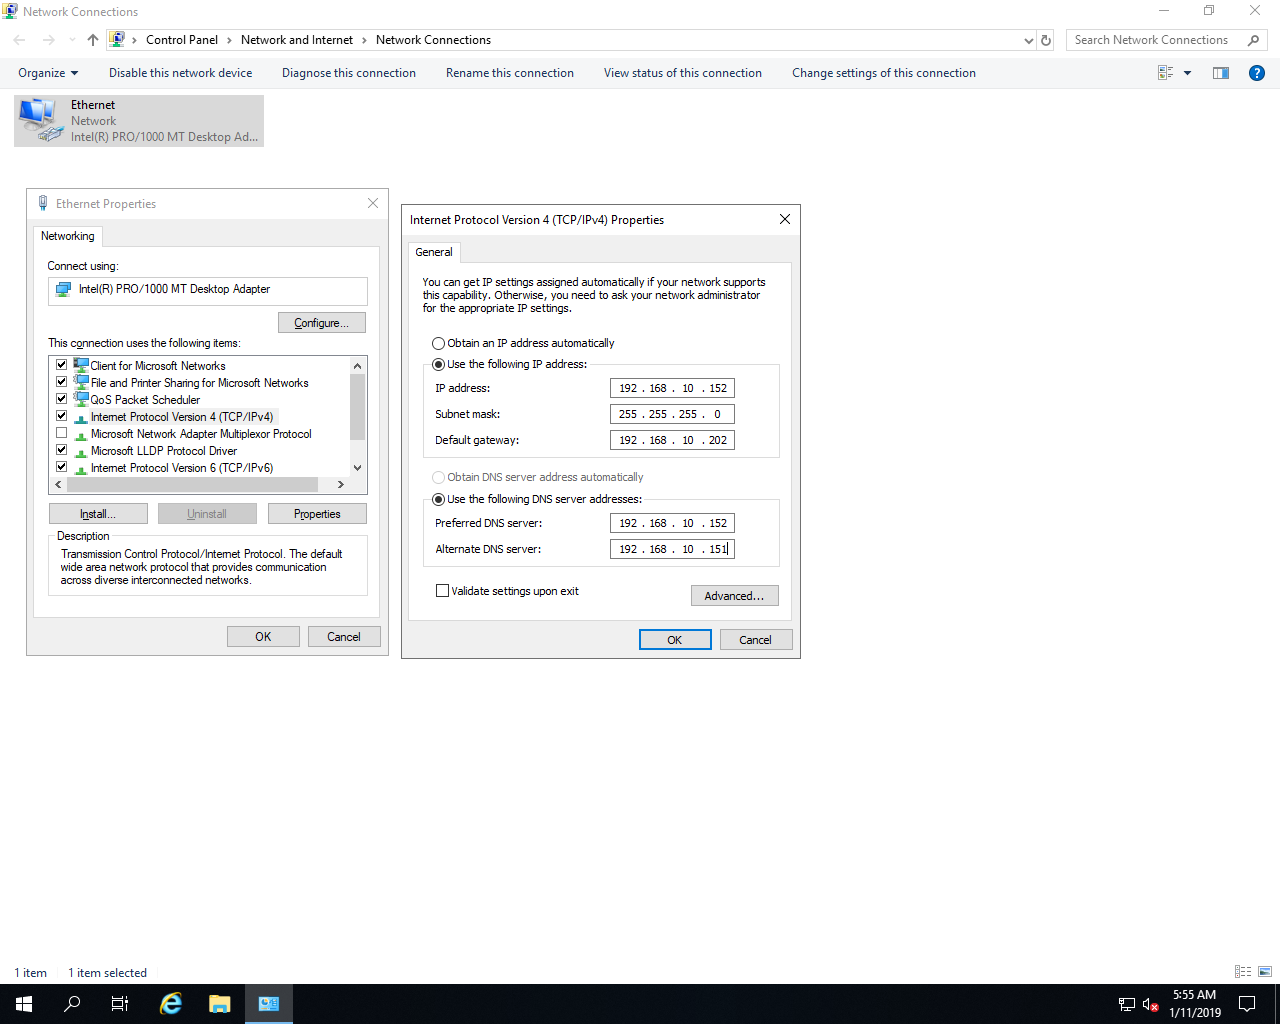 Network Connections
Control Panel
Network and Internet
Network Connections
Search Network Connections
Organize
Disable this network device
Diagnose this connection
Rename this connection
View status of this connection
Change settings of this connection
Ethernet
Network
Intel(R) PRO/1000 MT Desktop Ad...
Ethernet Properties
Networking
Connect using:
Intel(R) PRO/1000 MT Desktop Adapter
Configure...
This connection uses the following items:
Client for Microsoft Networks
File and Printer Sharing for Microsoft Networks
QoS Packet Scheduler
Internet Protocol Version 4 (TCP/IPv4)
Microsoft Network Adapter Multiplexor Protocol
Microsoft LLDP Protocol Driver
Internet Protocol Version 6 (TCP/IPv6)
Install...
Uninstall
Properties
Description
Transmission Control Protocol/Internet Protocol. The default
wide area network protocol that provides communication
across diverse interconnected networks.
OK
Cancel
Internet Protocol Version 4 (TCP/IPv4) Properties
General
You can get IP settings assigned automatically if your network supports
this capability. Otherwise, you need to ask your network administrator
for the appropriate IP settings.
Obtain an IP address automatically
Use the following IP address:
IP address:
192 . 168 . 10 . 152
Subnet mask:
255 . 255 . 255 . 0
Default gateway:
192 . 168 . 10 . 202
Obtain DNS server address automatically
Use the following DNS server addresses:
Preferred DNS server:
192 . 168 . 10 . 152
Alternate DNS server:
192 . 168 . 10 . 151
Validate settings upon exit
Advanced...
OK
Cancel
1 item
1 item selected
5:55 AM
1/11/2019